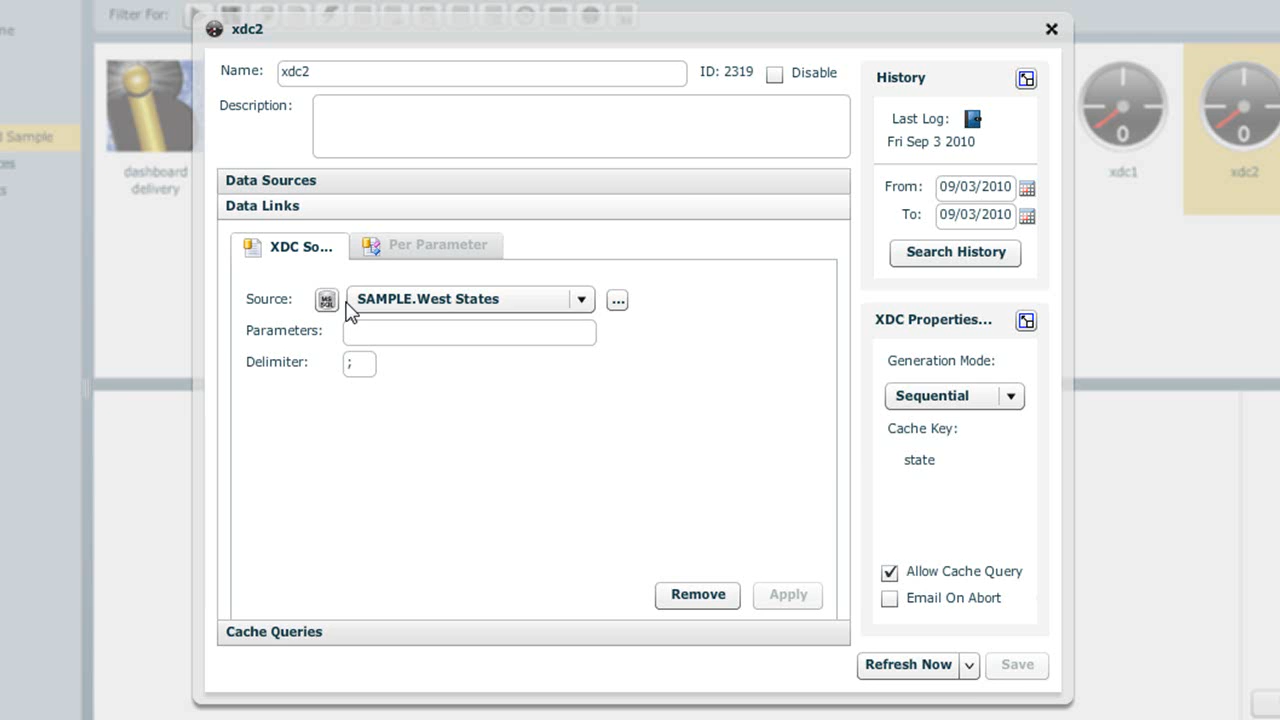 Filter For:
xdc2
Name: xdc2 ID: 2319 Disable
Description:
Data Sources
Data Links
XDC So... Per Parameter
Source: MS SQL SAMPLE.West States ...
Parameters:
Delimiter: ;
Remove Apply
Cache Queries
History
Last Log:
Fri Sep 3 2010
From: 09/03/2010
To: 09/03/2010
Search History
XDC Properties...
Generation Mode:
Sequential
Cache Key:
state
Allow Cache Query
Email On Abort
Refresh Now Save
Sample
dashboard
delivery
0
xdc1
0
xdc2